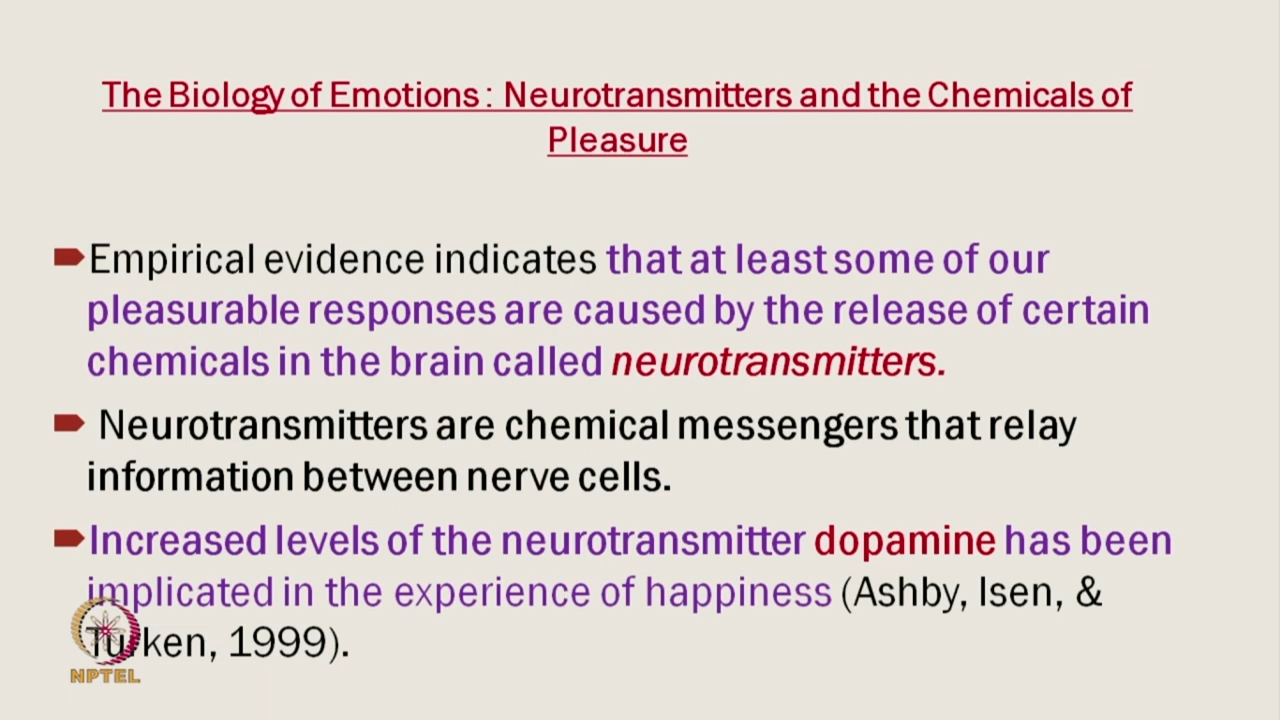 The Biology of Emotions : Neurotransmitters and the Chemicals of
Pleasure
Empirical evidence indicates that at least some of our
pleasurable responses are caused by the release of certain
chemicals in the brain called neurotransmitters.
Neurotransmitters are chemical messengers that relay
information between nerve cells.
Increased levels of the neurotransmitter dopamine has been
implicated in the experience of happiness (Ashby, Isen, &
Turken, 1999).
NPTEL